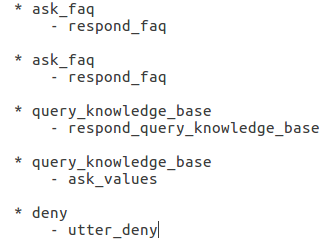 * ask_faq
- respond_faq
* ask_faq
- respond_faq
* query_knowledge_base
- respond_query_knowledge_base
* query_knowledge_base
- ask_values
* deny
- utter_deny